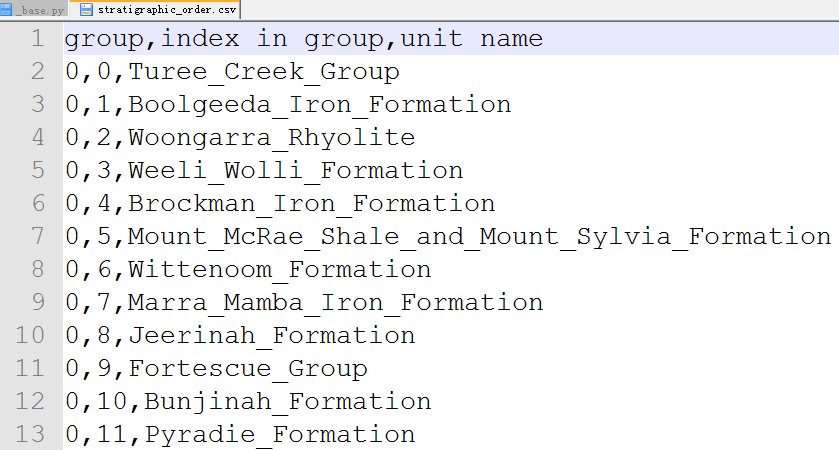 _base.py stratigraphic_order.csv
1 group,index in group,unit name
2 0,0,Turee_Creek_Group
3 0,1,Boolgeeda_Iron_Formation
4 0,2,Woongarra_Rhyolite
5 0,3,Weeli_Wolli_Formation
6 0,4,Brockman_Iron_Formation
7 0,5,Mount_McRae_Shale_and_Mount_Sylvia_Formation
8 0,6,Wittenoom_Formation
9 0,7,Marra_Mamba_Iron_Formation
10 0,8,Jeerinah_Formation
11 0,9,Fortescue_Group
12 0,10,Bunjinah_Formation
13 0,11,Pyradie_Formation